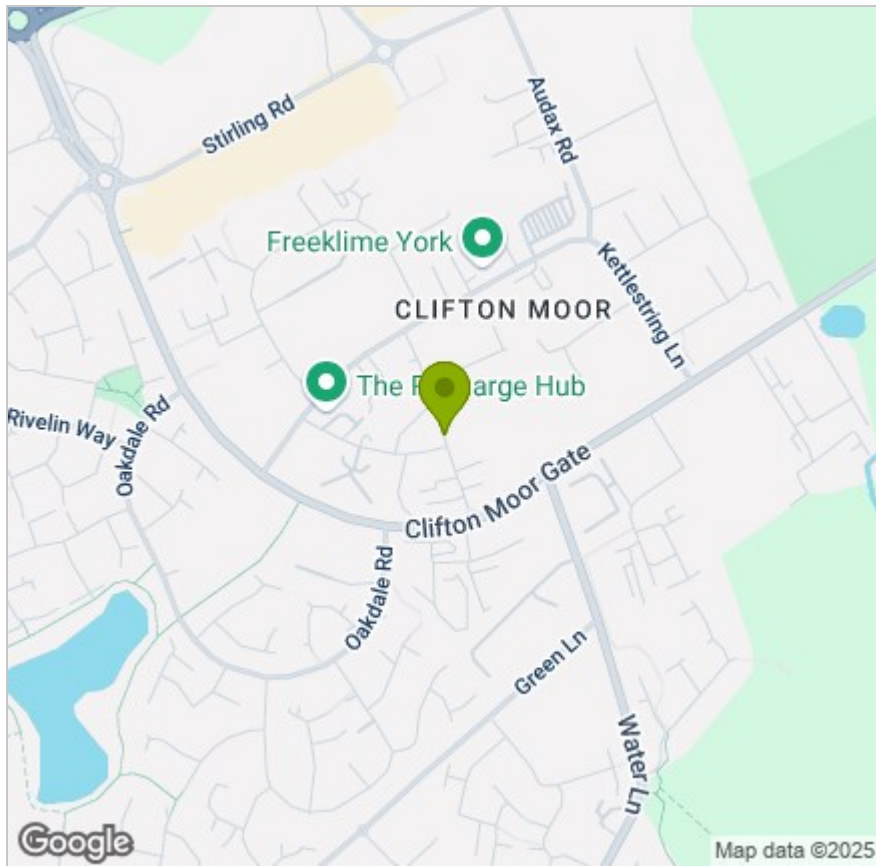 Stirling Rd
Audax Rd
Freeklime York
Kettlestring Ln
CLIFTON MOOR
The R arge Hub
Rivelin Way
Oakdale Rd
Clifton Moor Gate
Oakdale Rd
Green Ln
Water Ln
Google
Map data ©2025